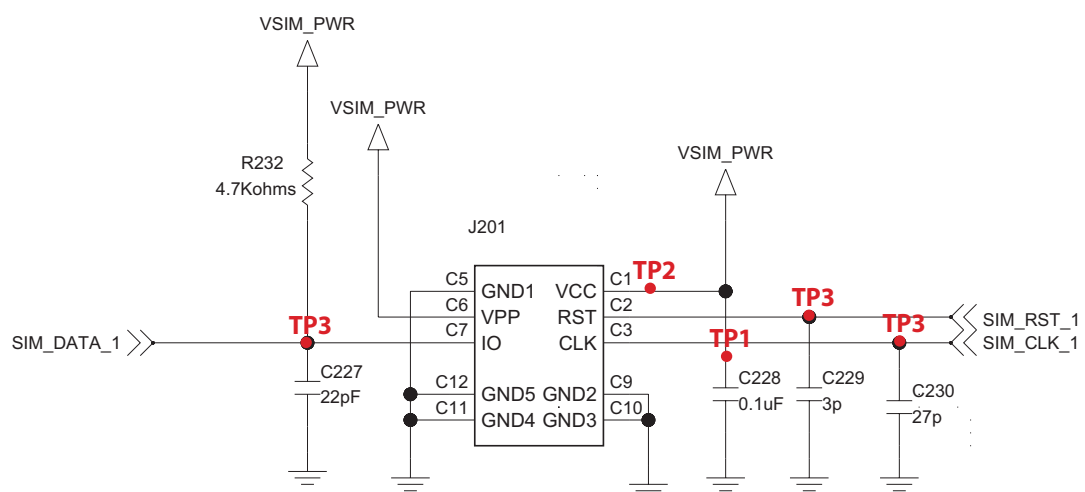 VSIM_PWR
VSIM_PWR
VSIM_PWR
R232
4.7Kohms
J201
C5
GND1
C6
VPP
C7
IO
C12
GND5
C11
GND4
VCC
C1
RST
C2
CLK
C3
GND2
C9
GND3
C10
TP2
TP3
TP3
TP3
TP1
SIM_DATA_1
SIM_RST_1
SIM_CLK_1
C227
22pF
C228
0.1uF
C229
3p
C230
27p